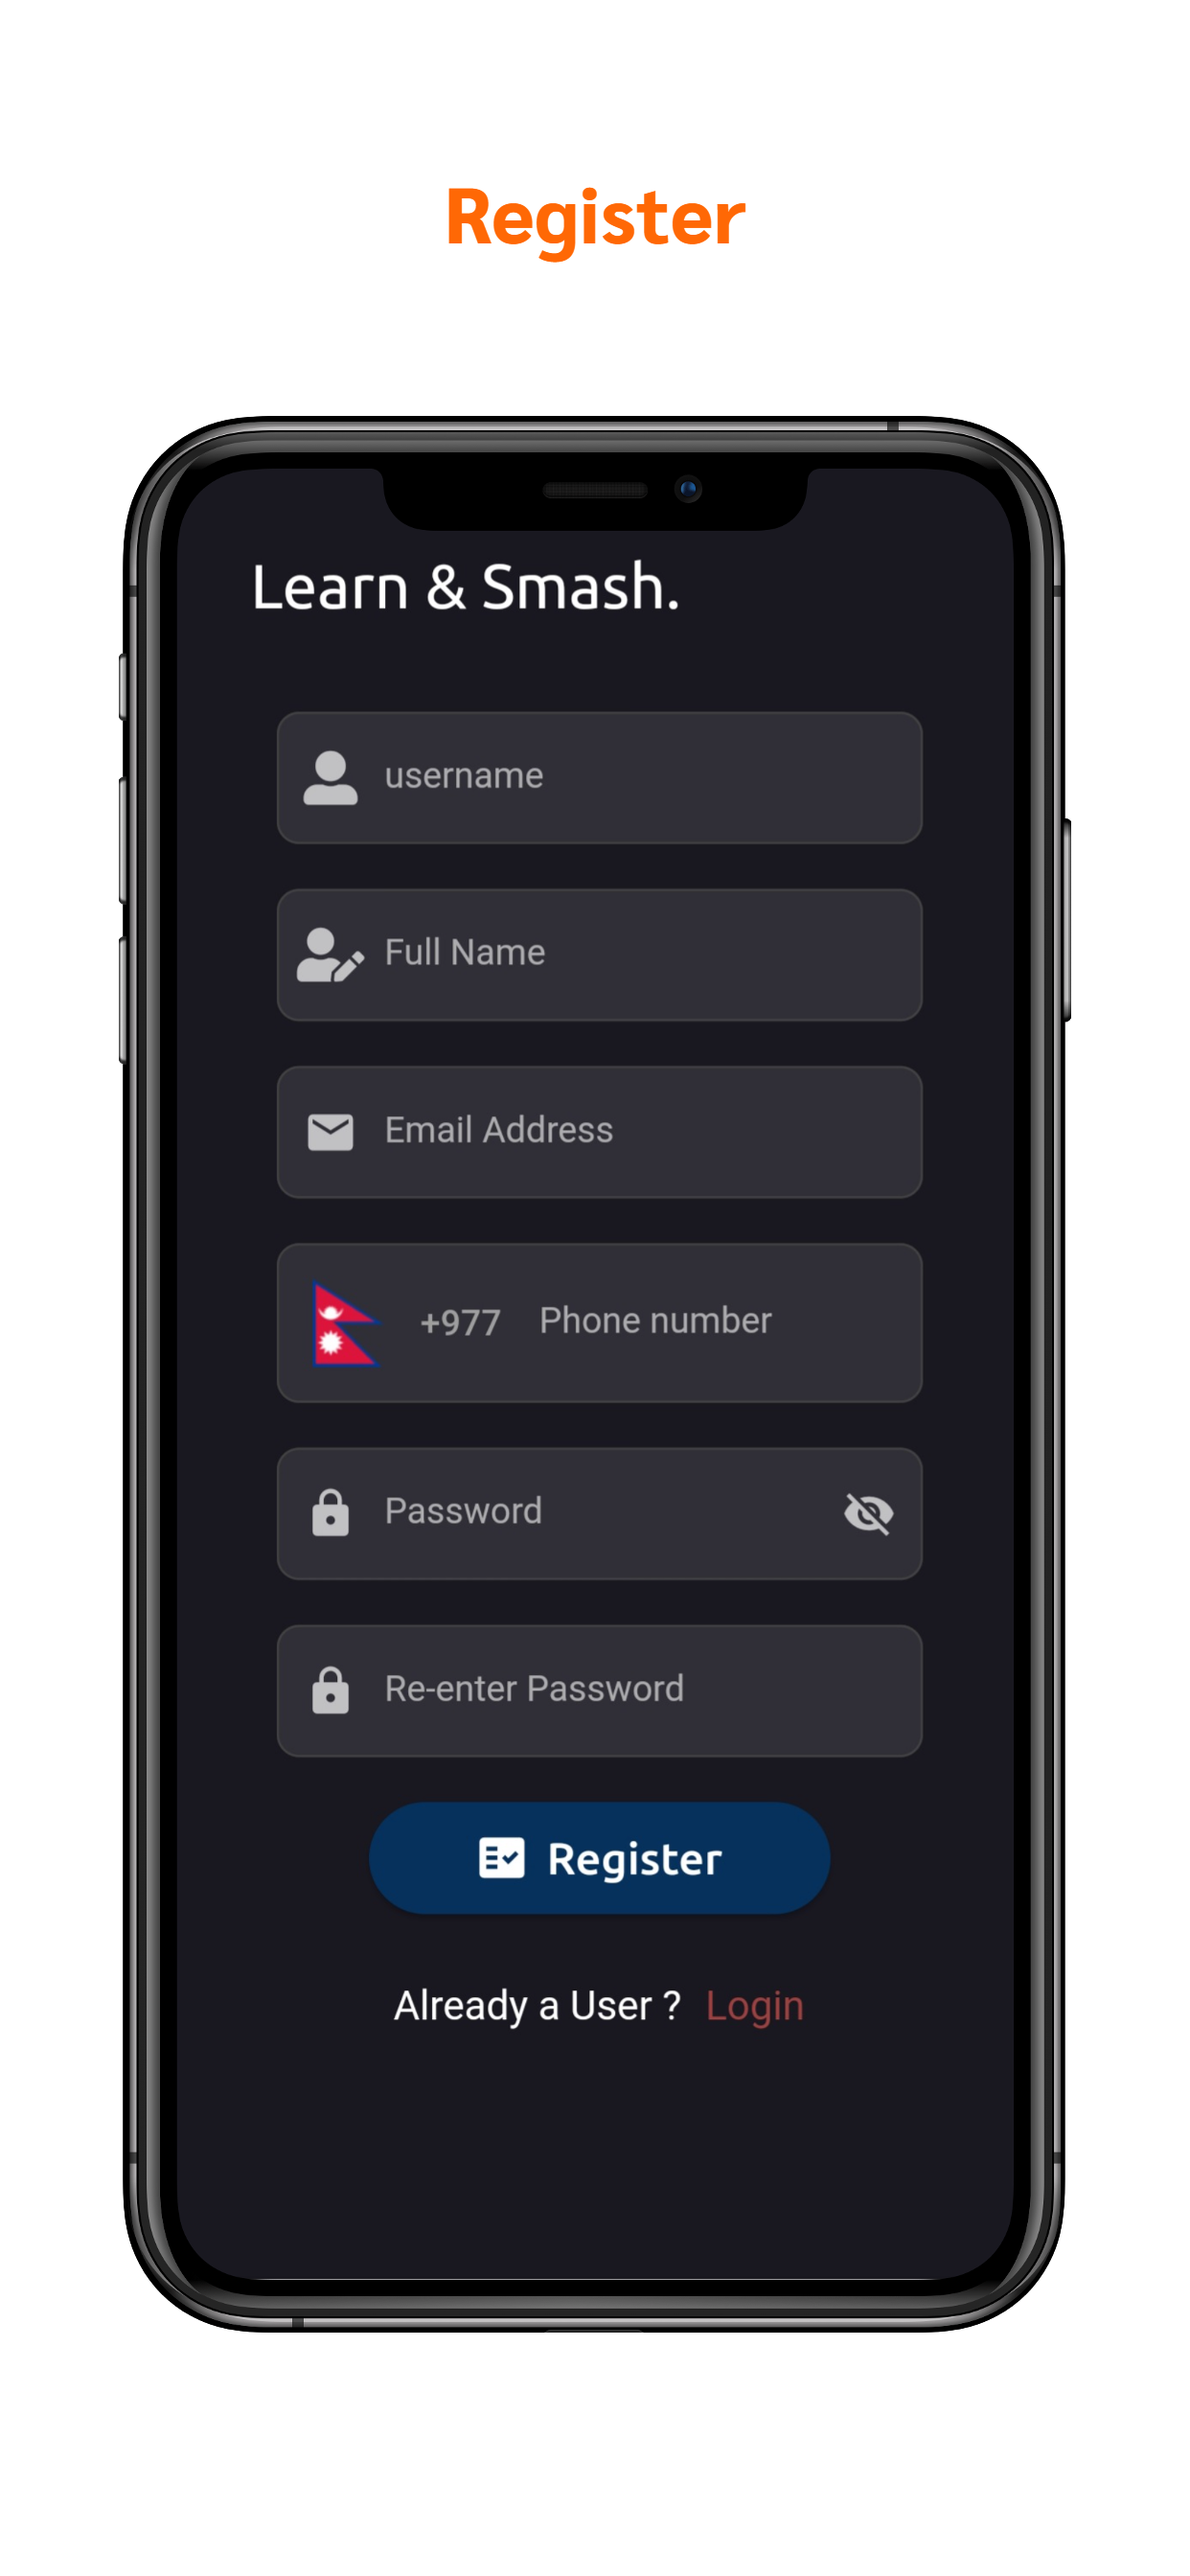 Register
Learn & Smash.
username
Full Name
Email Address
+977 Phone number
Password
Re-enter Password
Register
Already a User ? Login